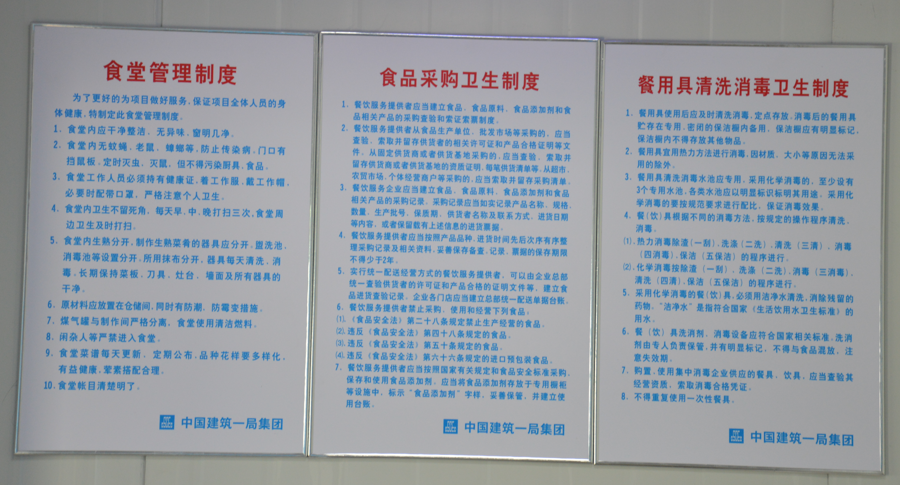 食堂管理制度
为了更好的为项目做好服务,保证项目全体人员的身
体健康,特制定此食堂管理制度。
1、食堂内应干净整洁、无异味,窗明几净。
2、食堂内无蚊蝇、老鼠、蟑螂等,防止传染病,门口有
挡鼠板,定时灭虫、灭鼠、但不得污染厨具,食品。
3、食堂工作人员必须持有健康证,着工作服,戴工作帽,
必要时配带口罩,严格注意个人卫生。
4、食堂内卫生不留死角,每天早,中,晚打扫三次,食堂周
边卫生及时打扫。
5、食堂内生熟分开,制作生熟菜肴的器具应分开,盥洗池,
消毒池等设置分开,所用抹布分开,器具每天清洗,消
毒,长期保持菜板,刀具,灶台,墙面及所有器具的
干净。
6、原材料应放置在仓储间,同时有防潮,防霉变措施。
7、煤气罐与制作间严格分离,食堂使用清洁燃料。
8、闲杂人等严禁进入食堂。
9、食堂菜谱每天更新,定期公布,品种花样要多样化,
有益健康,荤素搭配合理。
10、食堂帐目清楚明了。
中国建筑一局集团
食品采购卫生制度
1、餐饮服务提供者应当建立食品、食品原料、食品添加剂和食
品相关产品的采购查验和索证索票制度。
2、餐饮服务提供者从食品生产单位、批发市场等采购的,应当
查验、索取并留存供货者的相关许可证和产品合格证明等文
件。从固定供货商或者供货基地采购的,应当查验、索取并
留存供货商或者供货基地的资质证明、每笔供货清单等,从超市、
农贸市场、个体经营商户等采购的,应当索取并留存采购清单。
3、餐饮服务企业应当建立食品、食品原料、食品添加剂和食品
相关产品的采购记录。采购记录应当如实记录产品名称、规格、
数量、生产批号、保质期、供货者名称及联系方式、进货日期
等内容,或者保留载有上述信息的进货票据。
4、餐饮服务提供者应当按照产品品种、进货时间先后次序有序整
理采购记录及相关资料,妥善保存备查,记录、票据的保存期限
不得少于2年。
5、实行统一配送经营方式的餐饮服务提供者,可以由企业总部
统一查验供货者的许可证和产品合格的证明文件等,建立食
品进货查验记录,企业各门店应当建立总部统一配送单据台账。
6、餐饮服务提供者禁止采购、使用和经营下列食品:
(1)、《食品安全法》第二十八条规定禁止生产经营的食品。
(2)、违反《食品安全法》第四十八条规定的食品。
(3)、违反《食品安全法》第五十条规定的食品。
(4)、违反《食品安全法》第六十六条规定的进口预包装食品。
7、餐饮服务提供者应当按照国家有关规定和食品安全标准采购、
保存和使用食品添加剂,应当将食品添加剂存放于专用橱柜
等设施中,标示“食品添加剂”字样,妥善保管,并建立使
用台账。
中国建筑一局集团
餐用具清洗消毒卫生制度
1、餐用具使用后应及时清洗消毒,定点存放,消毒后的餐用具
贮存在专用、密闭的保洁橱内备用,保洁橱应有明显标记,
保洁橱内不得存放其他物品。
2、餐用具宜用热力方法进行消毒,因材质、大小等原因无法采
用的除外。
3、餐用具清洗消毒水池应专用,采用化学消毒的,至少设有
3个专用水池,各类水池应以明显标识标明其用途,采用化
学消毒的要按规范要求进行配比,保证消毒效果。
4、餐(饮)具根据不同的消毒方法,按规定的操作程序清洗、
消毒。
(1)、热力消毒除渣(一刮)、洗涤(二洗)、清洗(三清)、消毒
(四消毒)、保洁(五保洁)的程序进行。
(2)、化学消毒按除渣(一刮)、洗涤(二洗)、消毒(三消毒)、
清洗(四清)、保洁(五保洁)的程序进行。
5、采用化学消毒的餐(饮)具,必须用洁净水清洗,消除残留的
药物,“洁净水”是指符合国家《生活饮用水卫生标准》的
用水。
6、餐(饮)具洗消剂、消毒设备应符合国家相关标准,洗消
剂由专人负责保管,并有明显标记,不得与食品混放,注
意失效期。
7、购置、使用集中消毒企业供应的餐具、饮具,应当查验其
经营资质,索取消毒合格凭证。
8、不得重复使用一次性餐具。
中国建筑一局集团